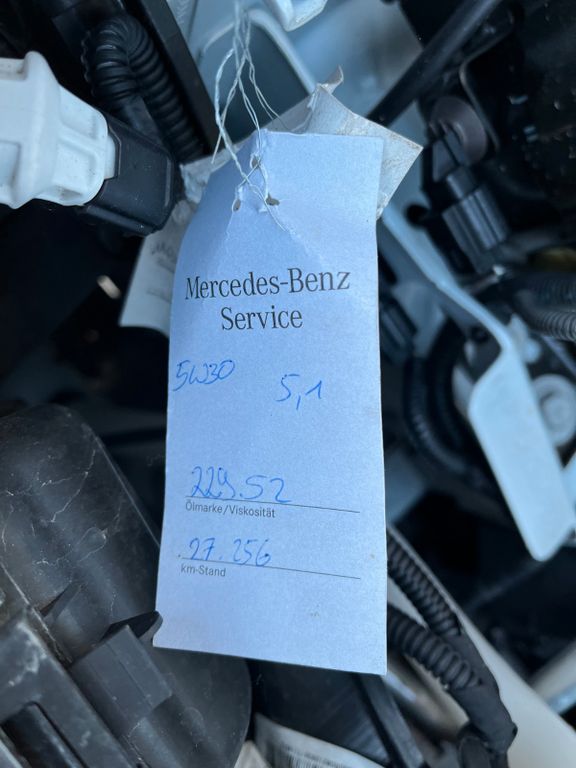 Mercedes-Benz
Service
5W30 5,1
229.52
Ölmarke/Viskosität
27.256
km-Stand